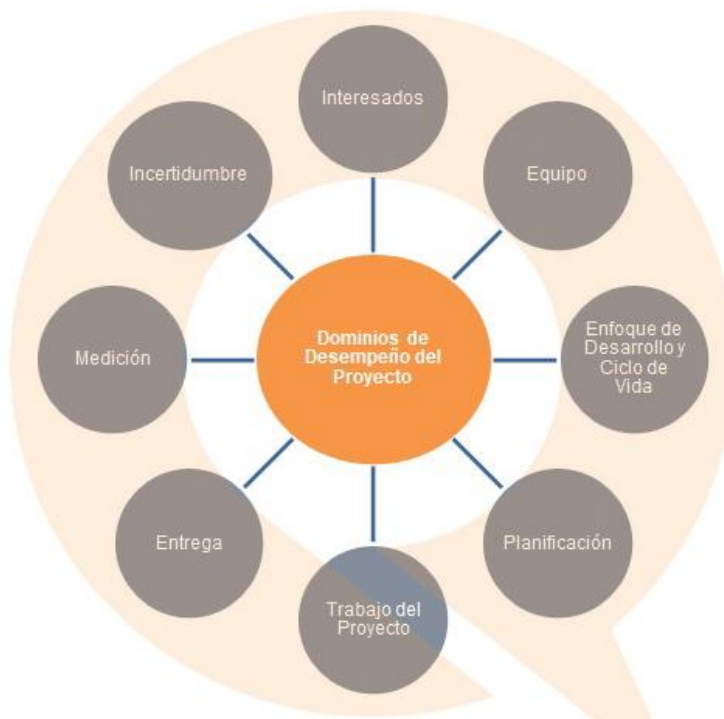 Interesados
Equipo
Enfoque de
Desarrollo y
Ciclo de
Vida
Planificación
Trabajo del
Proyecto
Entrega
Medición
Incertidumbre
Dominios de
Desempeño del
Proyecto